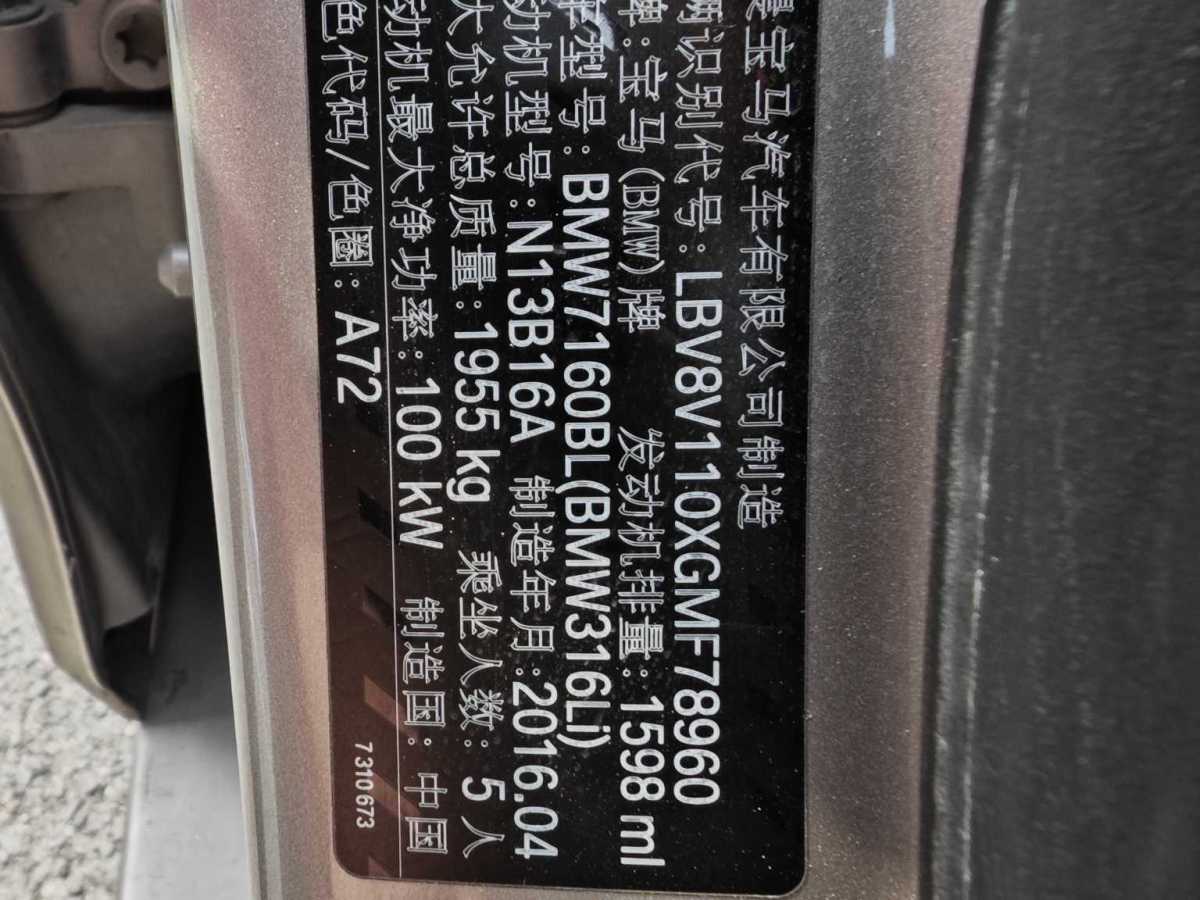 宝马汽车有限公司制造
识别代号:LBV8V110XGMF78960
牌:宝马(BMW)牌 发动机排量:1598 ml
型号:BMW7160BL(BMW316Li)
动机型号:N13B16A 制造年月:2016.04
大允许总质量:1955 kg 乘坐人数:5人
动机最大净功率:100 kW 制造国:中国
色代码/色圈:A72
7310673